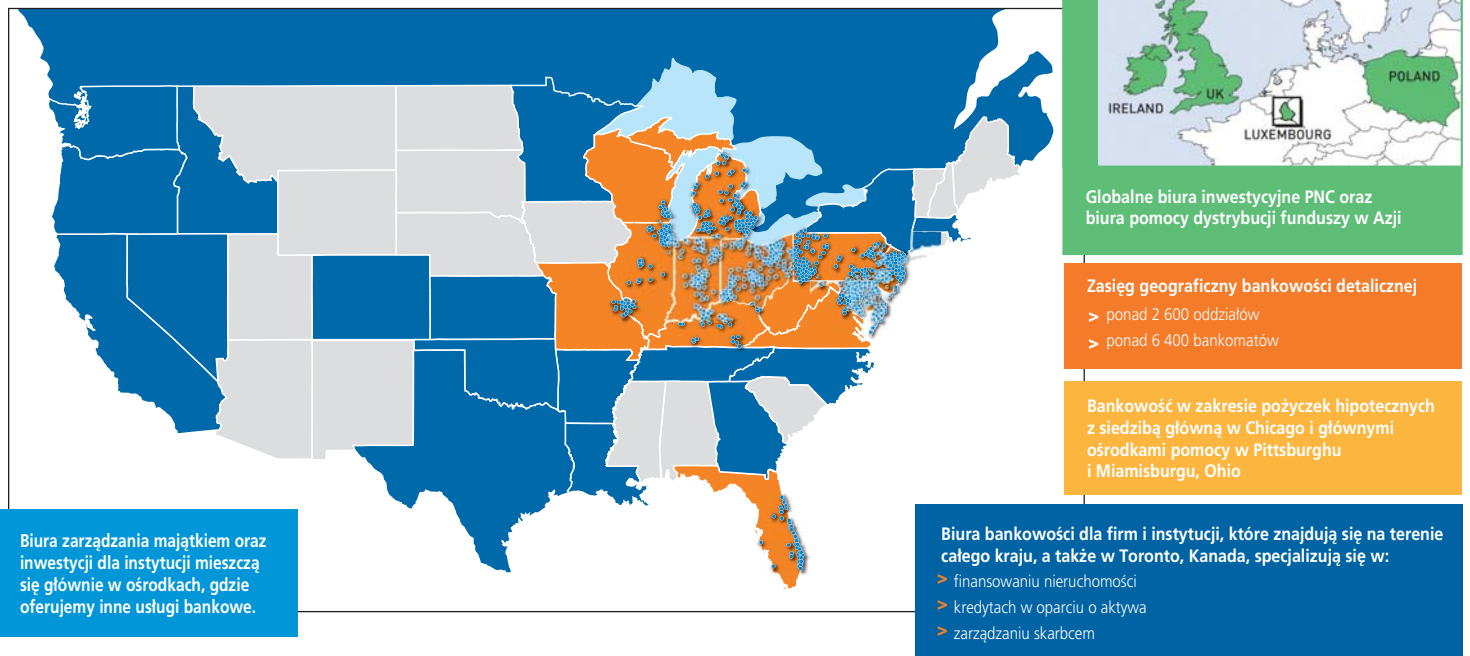 POLAND
UK
IRELAND
LUXEMBOURG
Globalne biura inwestycyjne PNC oraz
biura pomocy dystrybucji funduszy w Azji
Zasięg geograficzny bankowości detalicznej
> ponad 2 600 oddziałów
> ponad 6 400 bankomatów
Bankowość w zakresie pożyczek hipotecznych
z siedzibą główną w Chicago i głównymi
ośrodkami pomocy w Pittsburghu
i Miamisburgu, Ohio
Biura zarządzania majątkiem oraz
inwestycji dla instytucji mieszczą
się głównie w ośrodkach, gdzie
oferujemy inne usługi bankowe.
Biura bankowości dla firm i instytucji, które znajdują się na terenie
całego kraju, a także w Toronto, Kanada, specjalizują się w:
> finansowaniu nieruchomości
> kredytach w oparciu o aktywa
> zarządzaniu skarbcem